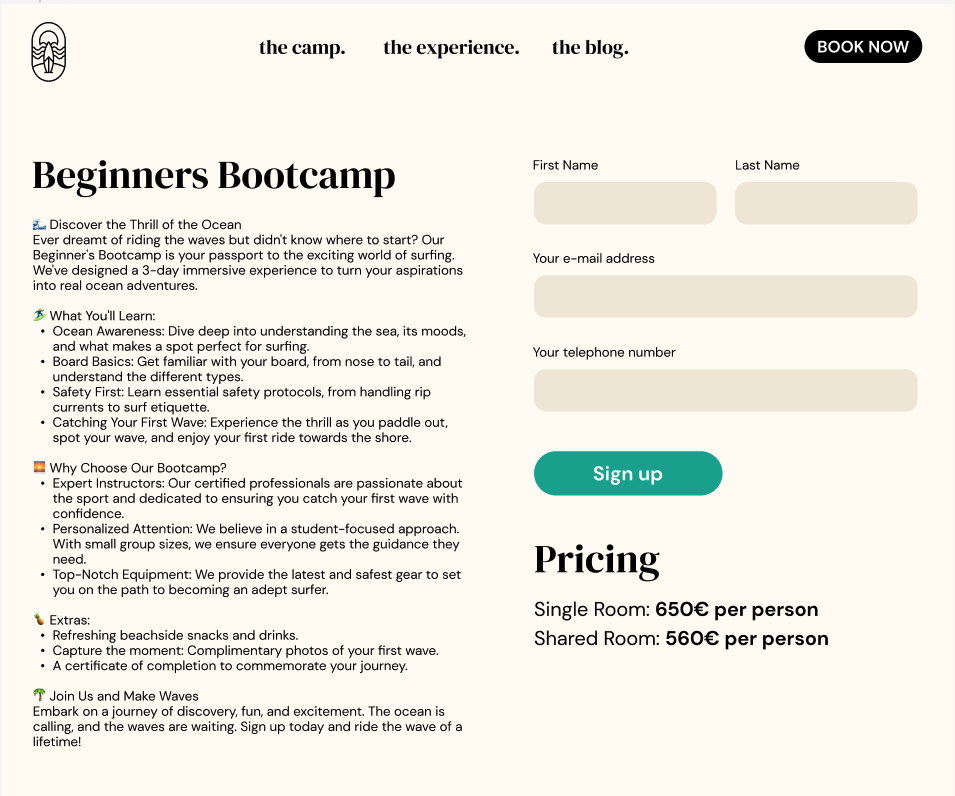 the camp.
the experience.
the blog.
BOOK NOW
Beginners Bootcamp
🌊 Discover the Thrill of the Ocean
Ever dreamt of riding the waves but didn't know where to start? Our
Beginner's Bootcamp is your passport to the exciting world of surfing.
We've designed a 3-day immersive experience to turn your aspirations
into real ocean adventures.
🏄 What You'll Learn:
• Ocean Awareness: Dive deep into understanding the sea, its moods,
and what makes a spot perfect for surfing.
• Board Basics: Get familiar with your board, from nose to tail, and
understand the different types.
• Safety First: Learn essential safety protocols, from handling rip
currents to surf etiquette.
• Catching Your First Wave: Experience the thrill as you paddle out,
spot your wave, and enjoy your first ride towards the shore.
🌅 Why Choose Our Bootcamp?
• Expert Instructors: Our certified professionals are passionate about
the sport and dedicated to ensuring you catch your first wave with
confidence.
• Personalized Attention: We believe in a student-focused approach.
With small group sizes, we ensure everyone gets the guidance they
need.
• Top-Notch Equipment: We provide the latest and safest gear to set
you on the path to becoming an adept surfer.
🍍 Extras:
• Refreshing beachside snacks and drinks.
• Capture the moment: Complimentary photos of your first wave.
• A certificate of completion to commemorate your journey.
🌴 Join Us and Make Waves
Embark on a journey of discovery, fun, and excitement. The ocean is
calling, and the waves are waiting. Sign up today and ride the wave of a
lifetime!
First Name
Last Name
Your e-mail address
Your telephone number
Sign up
Pricing
Single Room: 650€ per person
Shared Room: 560€ per person